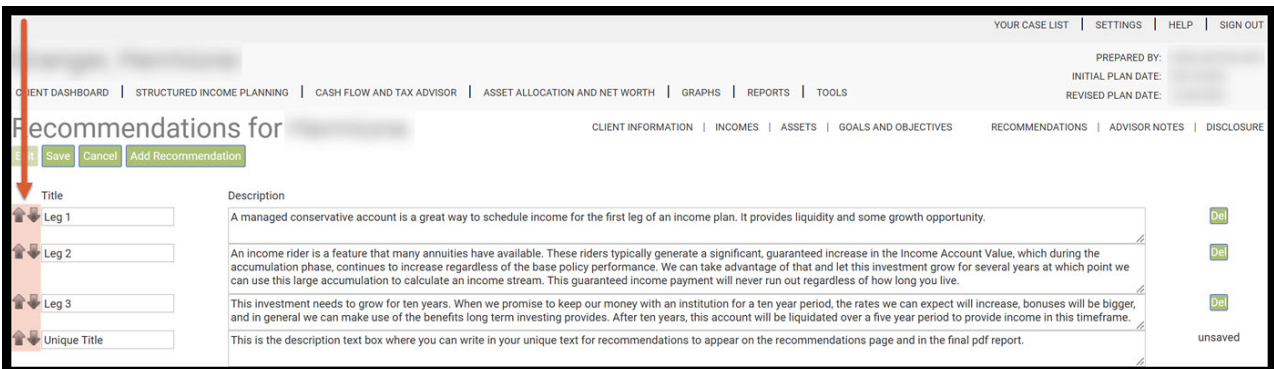 YOUR CASE LIST | SETTINGS | HELP | SIGN OUT
PREPARED BY:
INITIAL PLAN DATE:
REVISED PLAN DATE:
CLIENT DASHBOARD | STRUCTURED INCOME PLANNING | CASH FLOW AND TAX ADVISOR | ASSET ALLOCATION AND NET WORTH | GRAPHS | REPORTS | TOOLS
Recommendations for
CLIENT INFORMATION | INCOMES | ASSETS | GOALS AND OBJECTIVES RECOMMENDATIONS | ADVISOR NOTES | DISCLOSURE
Edit Save Cancel Add Recommendation
Title Description
Leg 1 A managed conservative account is a great way to schedule income for the first leg of an income plan. It provides liquidity and some growth opportunity. Del
Leg 2 An income rider is a feature that many annuities have available. These riders typically generate a significant, guaranteed increase in the Income Account Value, which during the Del
accumulation phase, continues to increase regardless of the base policy performance. We can take advantage of that and let this investment grow for several years at which point we
can use this large accumulation to calculate an income stream. This guaranteed income payment will never run out regardless of how long you live.
Leg 3 This investment needs to grow for ten years. When we promise to keep our money with an institution for a ten year period, the rates we can expect will increase, bonuses will be bigger, Del
and in general we can make use of the benefits long term investing provides. After ten years, this account will be liquidated over a five year period to provide income in this timeframe.
Unique Title This is the description text box where you can write in your unique text for recommendations to appear on the recommendations page and in the final pdf report. unsaved